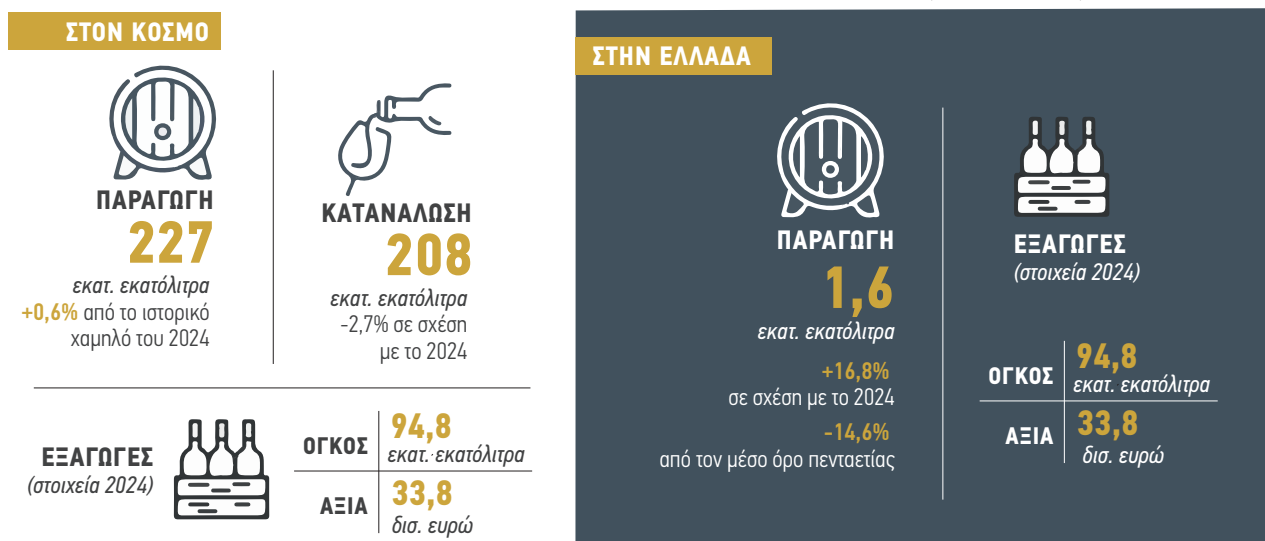 ΣΤΟΝ ΚΟΣΜΟ
ΠΑΡΑΓΩΓΗ
227
εκατ. εκατόλιτρα
+0,6% από το ιστορικό
χαμηλό του 2024
ΚΑΤΑΝΑΛΩΣΗ
208
εκατ. εκατόλιτρα
-2,7% σε σχέση
με το 2024
ΕΞΑΓΩΓΕΣ
(στοιχεία 2024)
ΟΓΚΟΣ
94,8
εκατ. εκατόλιτρα
ΑΞΙΑ
33,8
δισ. ευρώ
ΣΤΗΝ ΕΛΛΑΔΑ
ΠΑΡΑΓΩΓΗ
1,6
εκατ. εκατόλιτρα
+16,8%
σε σχέση με το 2024
-14,6%
από τον μέσο όρο πενταετίας
ΕΞΑΓΩΓΕΣ
(στοιχεία 2024)
ΟΓΚΟΣ
94,8
εκατ. εκατόλιτρα
ΑΞΙΑ
33,8
δισ. ευρώ